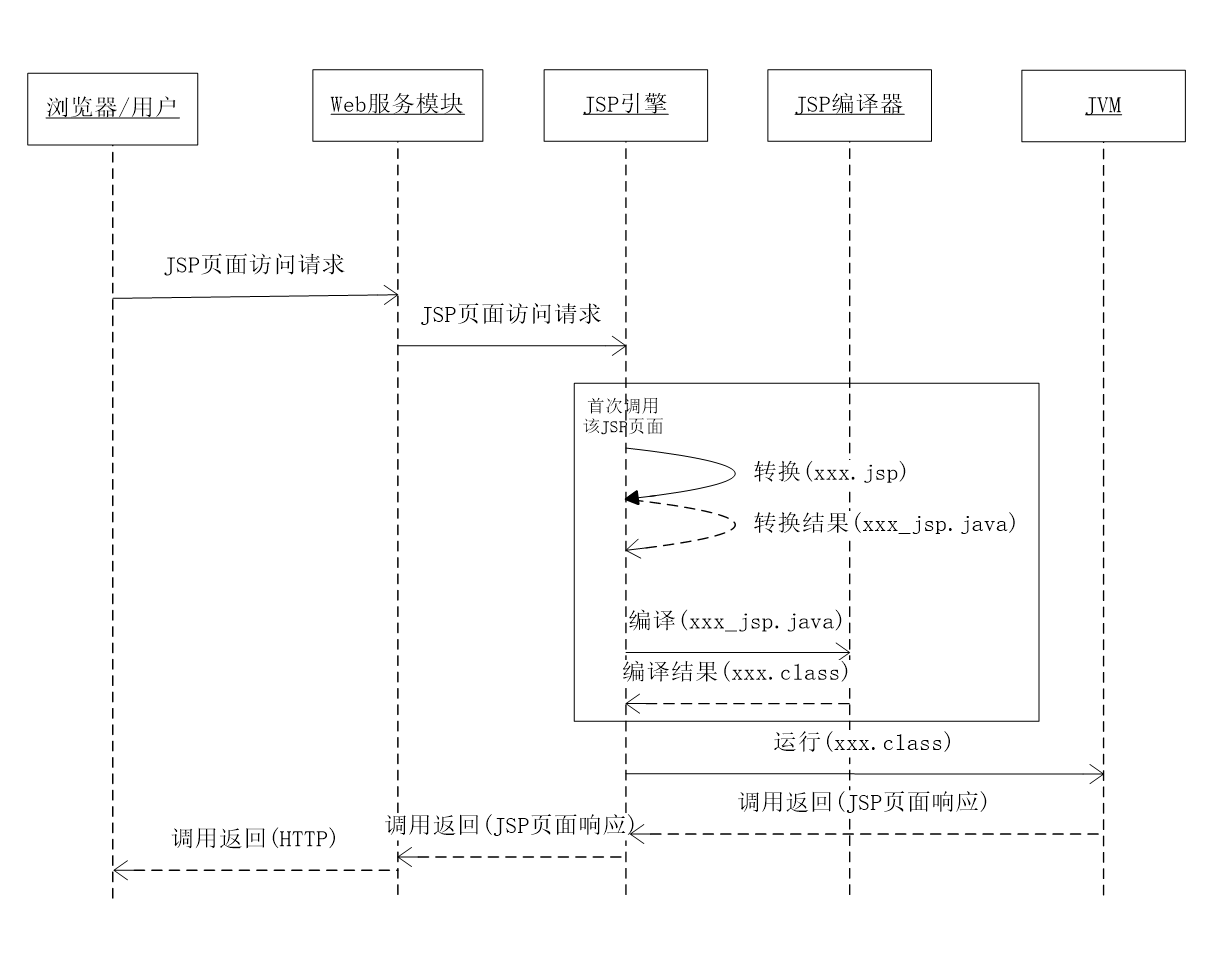 浏览器/用户
Web服务模块
JSP引擎
JSP编译器
JVM
JSP页面访问请求
JSP页面访问请求
首次调用
该JSP页面
转换(xxx.jsp)
转换结果(xxx_jsp.java)
编译(xxx_jsp.java)
编译结果(xxx.class)
运行(xxx.class)
调用返回(JSP页面响应)
调用返回(JSP页面响应)
调用返回(HTTP)